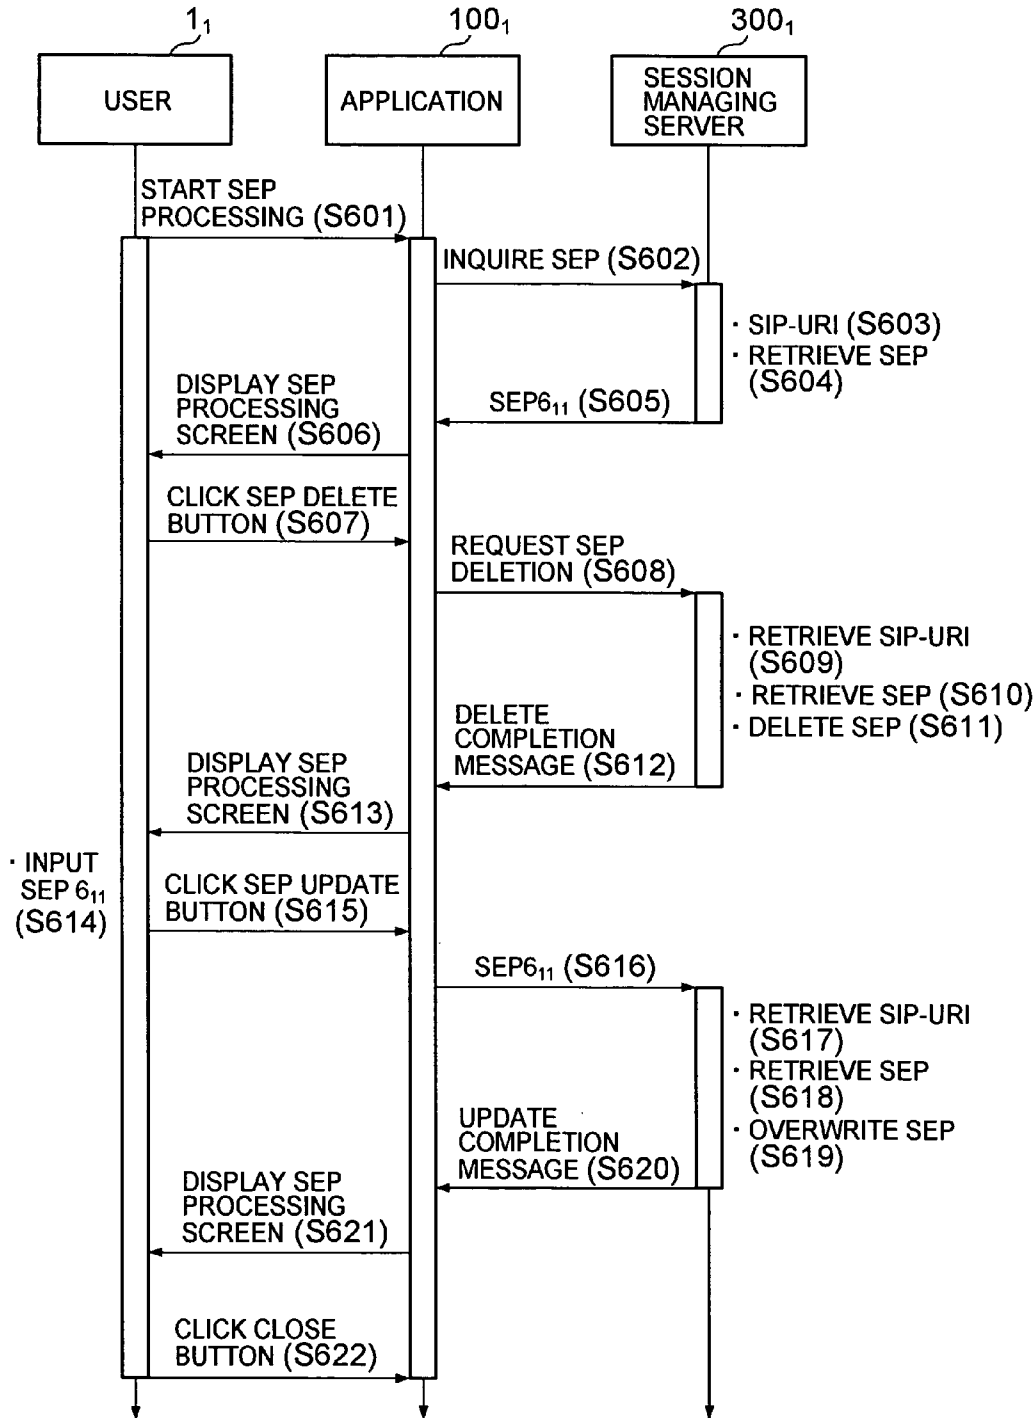 1₁
100₁
300₁
USER
APPLICATION
SESSION
MANAGING
SERVER
START SEP
PROCESSING (S601)
INQUIRE SEP (S602)
· SIP-URI (S603)
· RETRIEVE SEP
(S604)
SEP6₁₁ (S605)
DISPLAY SEP
PROCESSING
SCREEN (S606)
CLICK SEP DELETE
BUTTON (S607)
REQUEST SEP
DELETION (S608)
· RETRIEVE SIP-URI
(S609)
· RETRIEVE SEP (S610)
· DELETE SEP (S611)
DELETE
COMPLETION
MESSAGE (S612)
DISPLAY SEP
PROCESSING
SCREEN (S613)
· INPUT
SEP 6₁₁
(S614)
CLICK SEP UPDATE
BUTTON (S615)
SEP6₁₁ (S616)
· RETRIEVE SIP-URI
(S617)
· RETRIEVE SEP
(S618)
· OVERWRITE SEP
(S619)
UPDATE
COMPLETION
MESSAGE (S620)
DISPLAY SEP
PROCESSING
SCREEN (S621)
CLICK CLOSE
BUTTON (S622)